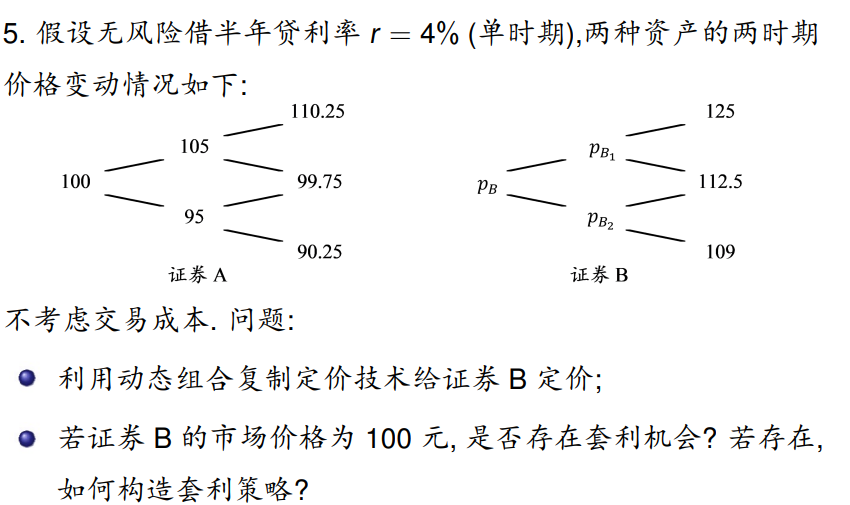 5. 假设无风险借半年贷利率 r = 4% (单时期),两种资产的两时期
价格变动情况如下:
110.25
105
100
99.75
95
90.25
证券 A
125
p_{B_1}
p_B
112.5
p_{B_2}
109
证券 B
不考虑交易成本. 问题:
利用动态组合复制定价技术给证券 B 定价;
若证券 B 的市场价格为 100 元, 是否存在套利机会? 若存在,
如何构造套利策略?